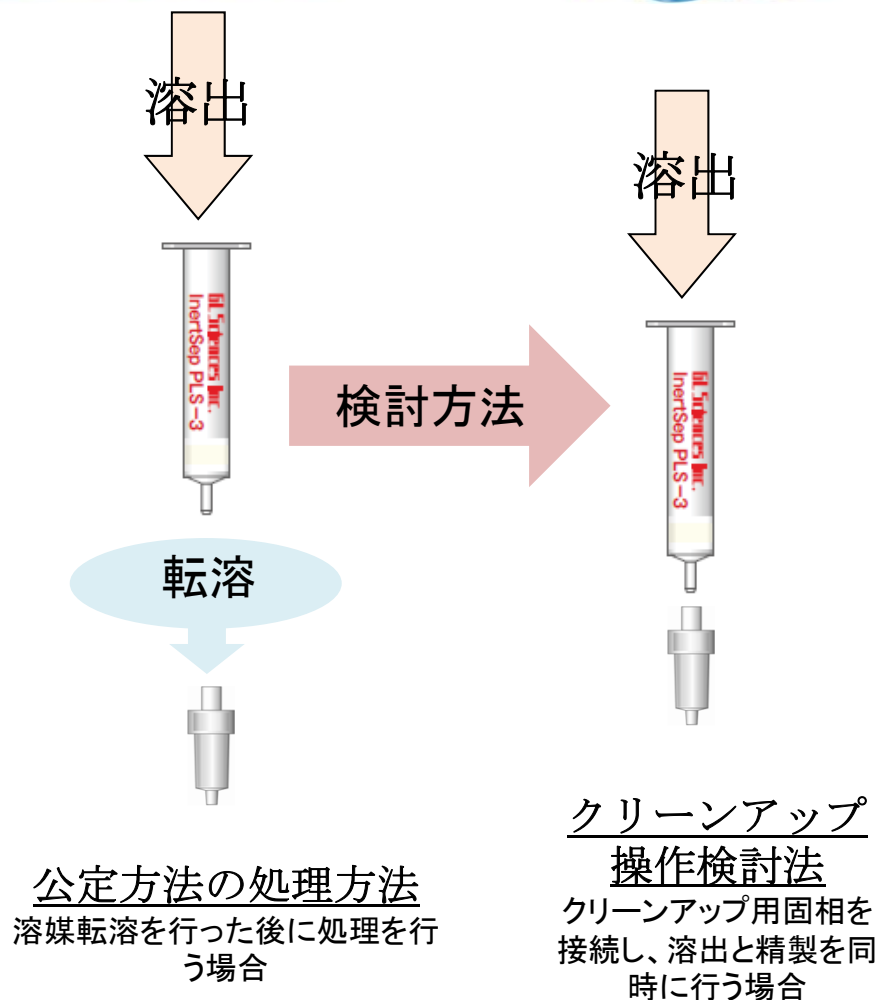 溶出
GL Sciences Inc.
InertSep PLS-3
転溶
公定方法の処理方法
溶媒転溶を行った後に処理を行
う場合
検討方法
溶出
GL Sciences Inc.
InertSep PLS-3
クリーンアップ
操作検討法
クリーンアップ用固相を
接続し、溶出と精製を同
時に行う場合